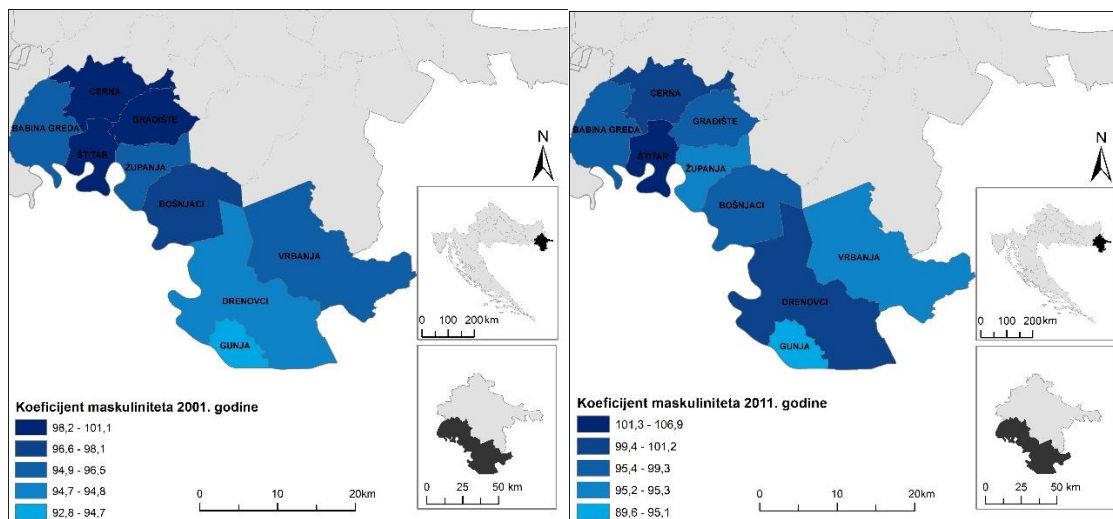 CERNA
GRADIŠTE
BABINA GREDA
ŠTITAR
ŽUPANJA
BOŠNJACI
VRBANJA
DRENOVCI
GUNJA
N
0 100 200km
0 25 50 km
Koeficijent maskuliniteta 2001. godine
98,2 - 101,1
96,6 - 98,1
94,9 - 96,5
94,7 - 94,8
92,8 - 94,7
0 10 20km
CERNA
GRADIŠTE
BABINA GREDA
ŠTITAR
ŽUPANJA
BOŠNJACI
VRBANJA
DRENOVCI
GUNJA
N
0 100 200km
0 25 50 km
Koeficijent maskuliniteta 2011. godine
101,3 - 106,9
99,4 - 101,2
95,4 - 99,3
95,2 - 95,3
89,6 - 95,1
0 10 20km